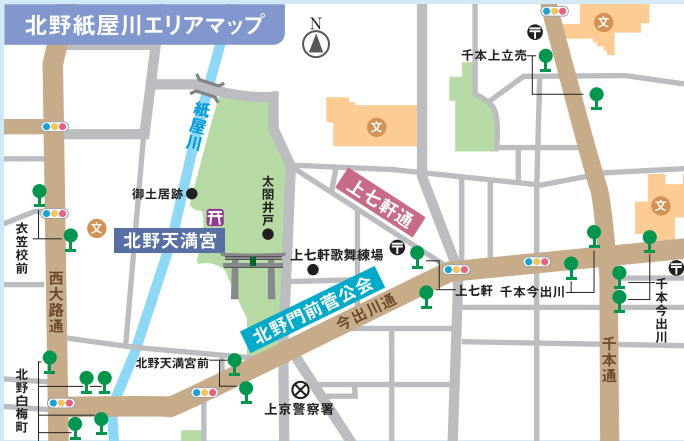 北野紙屋川エリアマップ
N
文
〒
千本上立売
紙屋川
文
太閤井戸
御土居跡
上七軒通
文
文
衣笠校前
北野天満宮
上七軒歌舞練場
〒
〒
西大路通
北野門前菅公会
今出川通
上七軒
千本今出川
千本今出川
千本通
北野天満宮前
北野白梅町
上京警察署